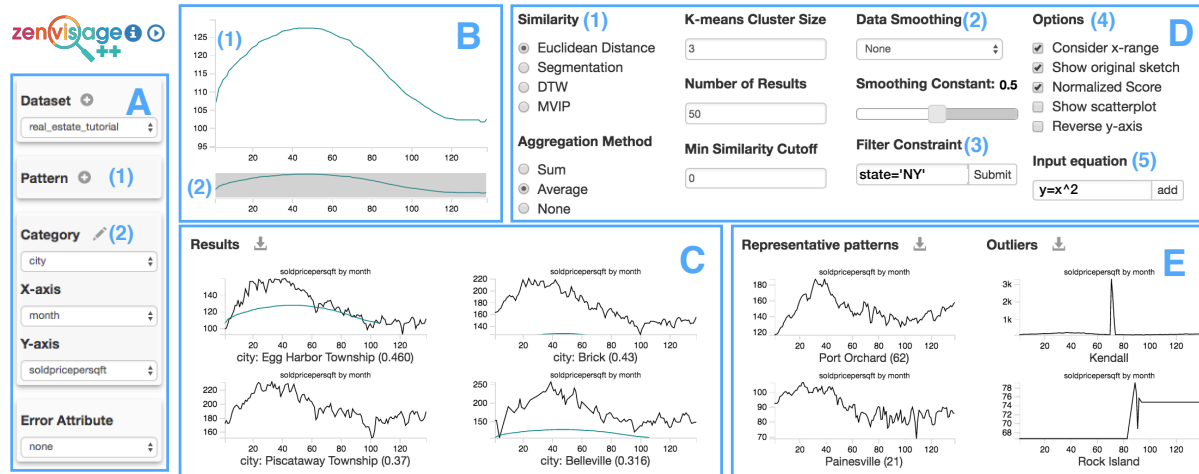 zenvisage
++
A
Dataset
real_estate_tutorial
Pattern (1)
Category (2)
city
X-axis
month
Y-axis
soldpricepersqft
Error Attribute
none
B
(1)
125
120
115
110
105
100
95
20 40 60 80 100 120
(2)
20 40 60 80 100 120
D
Similarity (1)
Euclidean Distance
Segmentation
DTW
MVIP
Aggregation Method
Sum
Average
None
K-means Cluster Size
3
Number of Results
50
Min Similarity Cutoff
0
Data Smoothing (2)
None
Smoothing Constant: 0.5
Filter Constraint (3)
state='NY' Submit
Options (4)
Consider x-range
Show original sketch
Normalized Score
Show scatterplot
Reverse y-axis
Input equation (5)
y=x^2 add
C
Results
soldpricepersqft by month
140
120
100
20 40 60 80 100 120
city: Egg Harbor Township (0.460)
soldpricepersqft by month
220
200
180
160
140
20 40 60 80 100 120
city: Brick (0.43)
soldpricepersqft by month
220
200
180
160
20 40 60 80 100 120
city: Piscataway Township (0.37)
soldpricepersqft by month
250
200
150
20 40 60 80 100 120
city: Belleville (0.316)
E
Representative patterns
Outliers
soldpricepersqft by month
180
160
140
120
20 40 60 80 100 120
Port Orchard (62)
soldpricepersqft by month
3k
2k
1k
20 40 60 80 100 120
Kendall
soldpricepersqft by month
100
90
80
70
20 40 60 80 100 120
Painesville (21)
soldpricepersqft by month
78
76
74
72
70
68
20 40 60 80 100 120
Rock Island